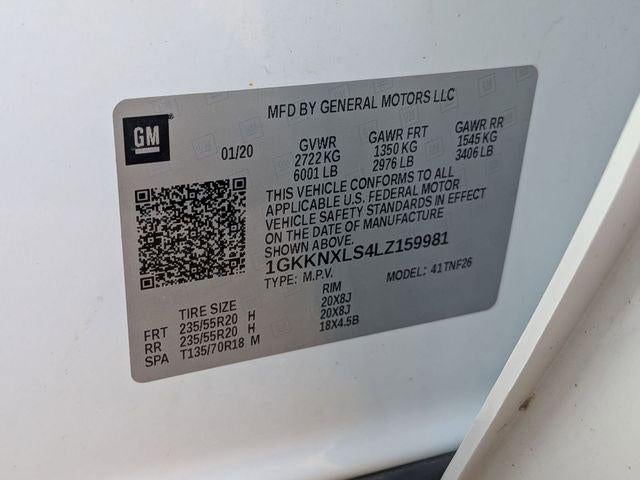 MFD BY GENERAL MOTORS LLC
GM
01/20 GVWR GAWR FRT GAWR RR
2722 KG 1350 KG 1545 KG
6001 LB 2976 LB 3406 LB
THIS VEHICLE CONFORMS TO ALL
APPLICABLE U.S. FEDERAL MOTOR
VEHICLE SAFETY STANDARDS IN EFFECT
ON THE DATE OF MANUFACTURE
SHOWN ABOVE.
1GKKNXLS4LZ159981
TYPE: M.P.V. MODEL: 41TNF26
TIRE SIZE RIM
FRT 235/55R20 H 20X8J
RR 235/55R20 H 20X8J
SPA T135/70R18 M 18X4.5B